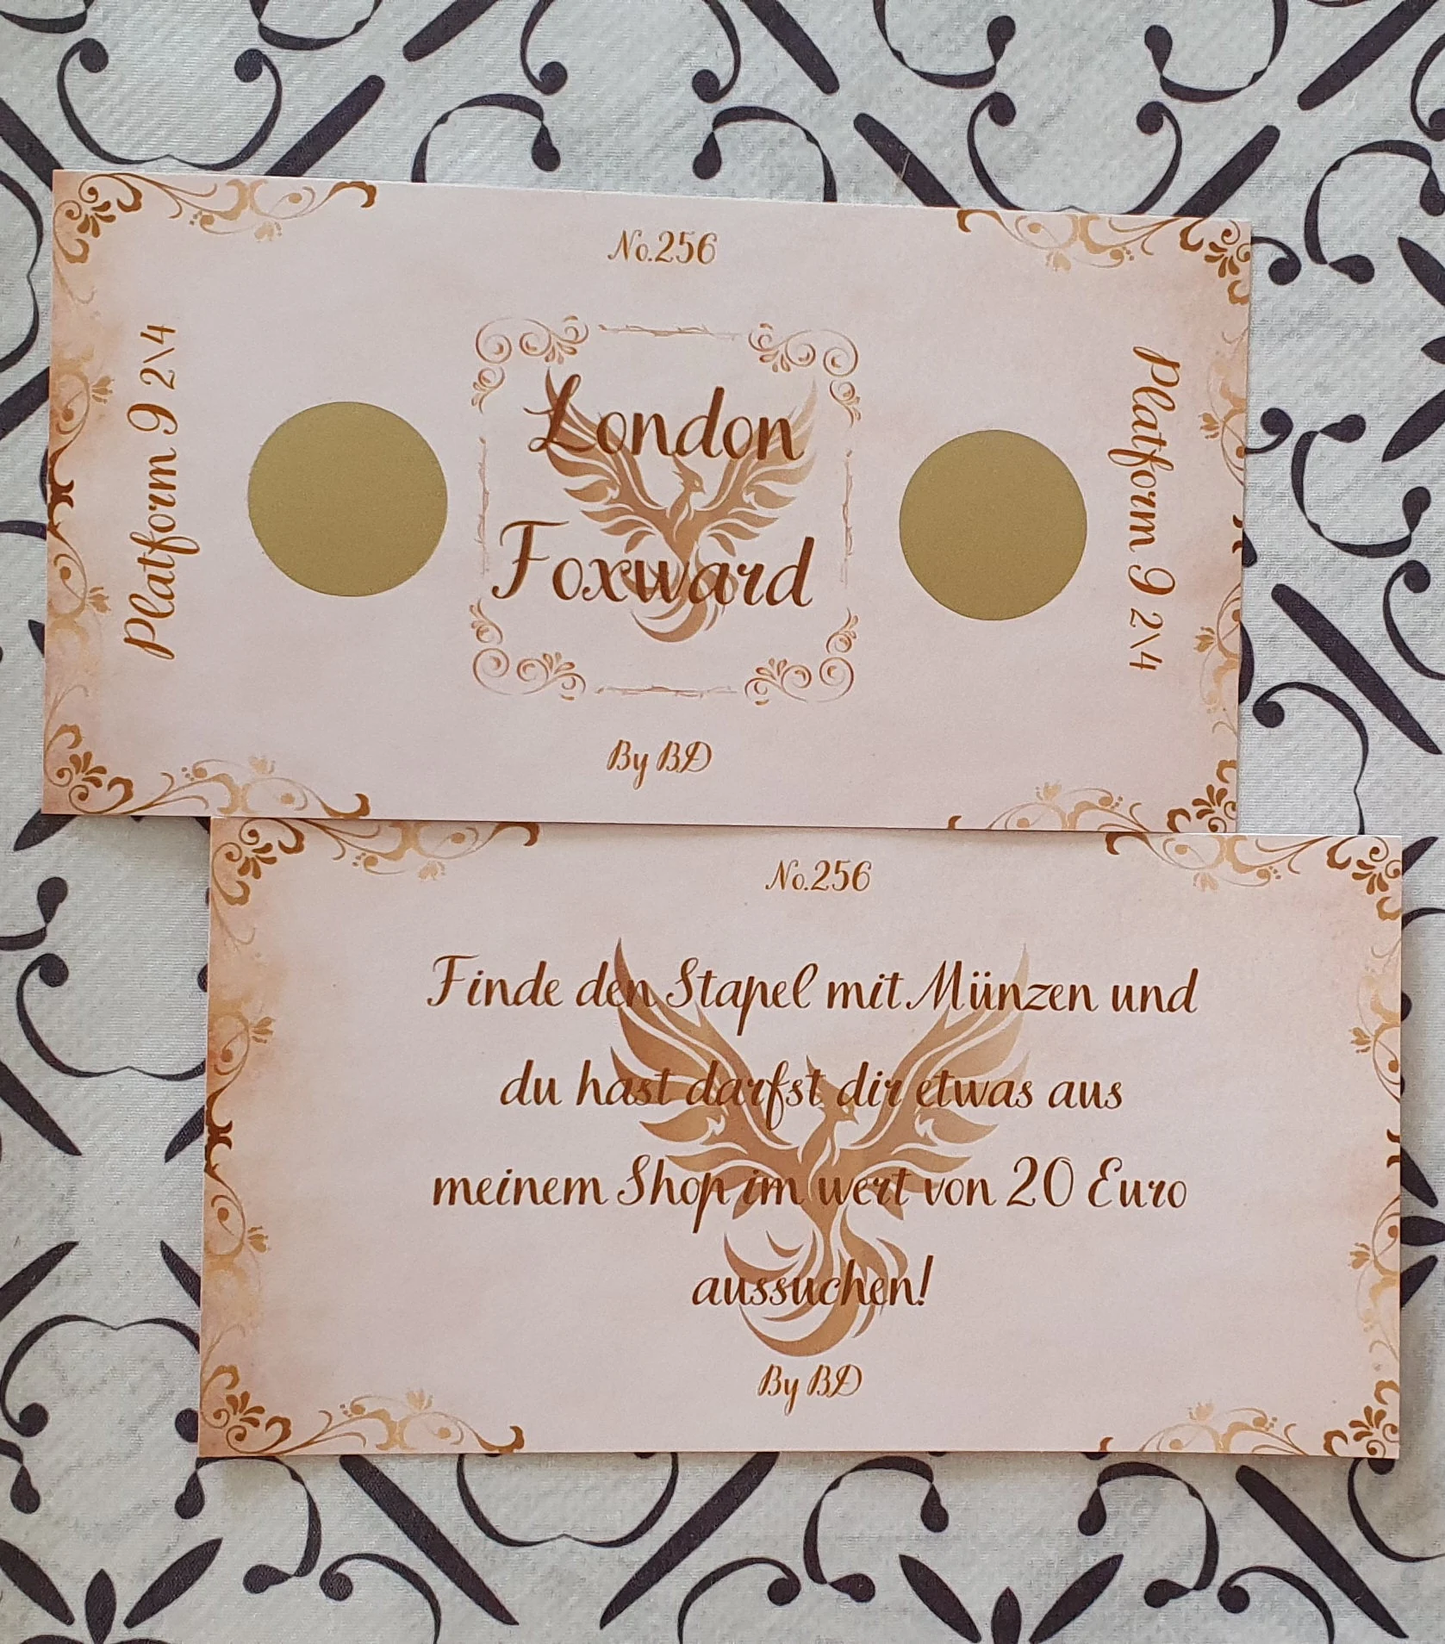 No.256
Platform 9 2\4
London
Foxward
Platform 9 2\4
By BD
No.256
Finde den Stapel mit Münzen und
du hast darfst dir etwas aus
meinem Shop im wert von 20 Euro
aussuchen!
By BD